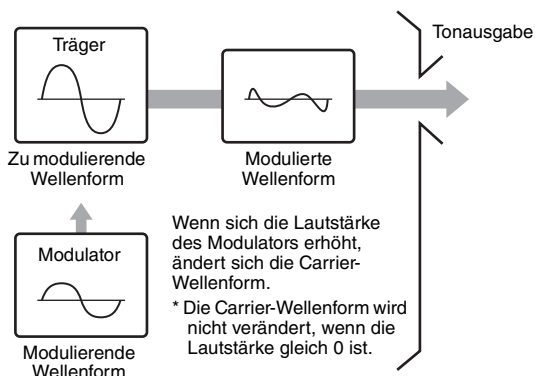 Träger
Tonausgabe
Zu modulierende
Wellenform
Modulierte
Wellenform
Modulator
Modulierende
Wellenform
Wenn sich die Lautstärke
des Modulators erhöht,
ändert sich die Carrier-
Wellenform.
* Die Carrier-Wellenform wird
nicht verändert, wenn die
Lautstärke gleich 0 ist.